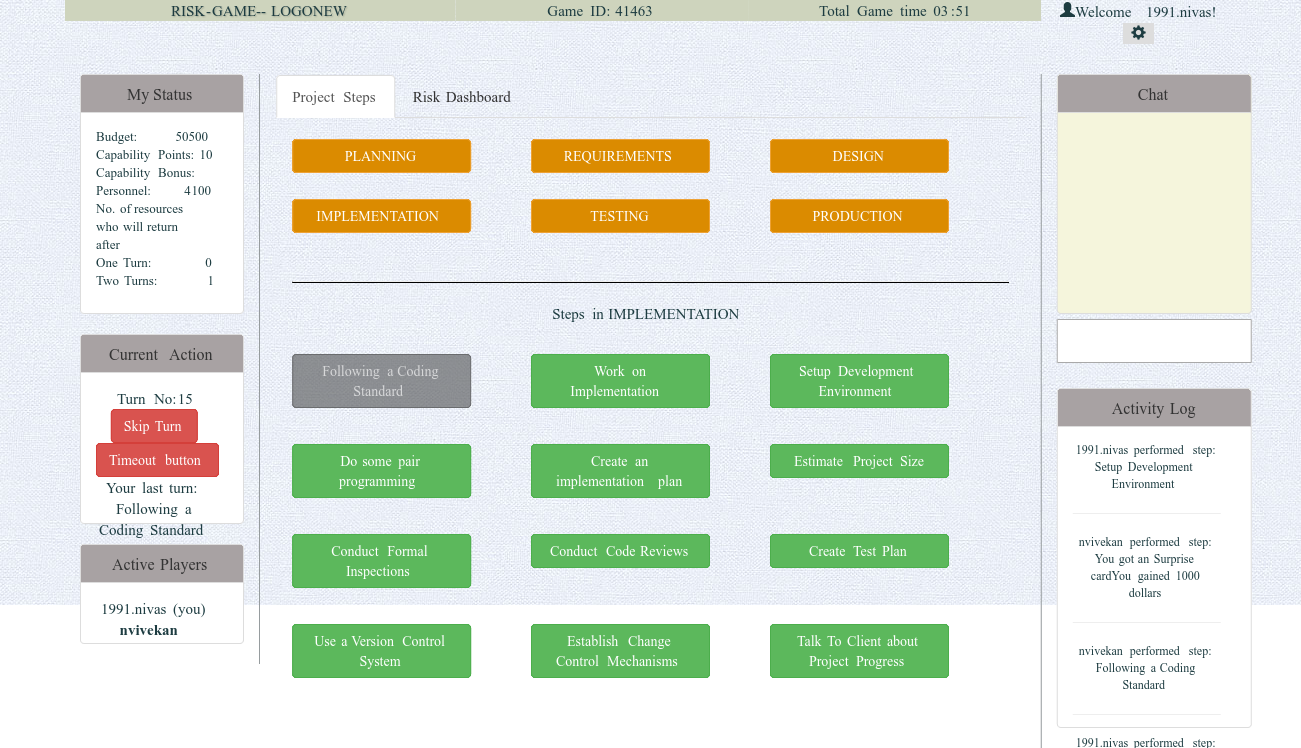 RISK-GAME-- LOGONEW
Game ID: 41463
Total Game time 03:51
Welcome 1991.nivas!
My Status
Budget: 50500
Capability Points: 10
Capability Bonus:
Personnel: 4100
No. of resources
who will return
after
One Turn: 0
Two Turns: 1
Current Action
Turn No:15
Skip Turn
Timeout button
Your last turn:
Following a
Coding Standard
Active Players
1991.nivas (you)
nvivekan
Project Steps
Risk Dashboard
PLANNING
REQUIREMENTS
DESIGN
IMPLEMENTATION
TESTING
PRODUCTION
Steps in IMPLEMENTATION
Following a Coding
Standard
Work on
Implementation
Setup Development
Environment
Do some pair
programming
Create an
implementation plan
Estimate Project Size
Conduct Formal
Inspections
Conduct Code Reviews
Create Test Plan
Use a Version Control
System
Establish Change
Control Mechanisms
Talk To Client about
Project Progress
Chat
Activity Log
1991.nivas performed step:
Setup Development
Environment
nvivekan performed step:
You got an Surprise
cardYou gained 1000
dollars
nvivekan performed step:
Following a Coding
Standard
1991.nivas performed step: